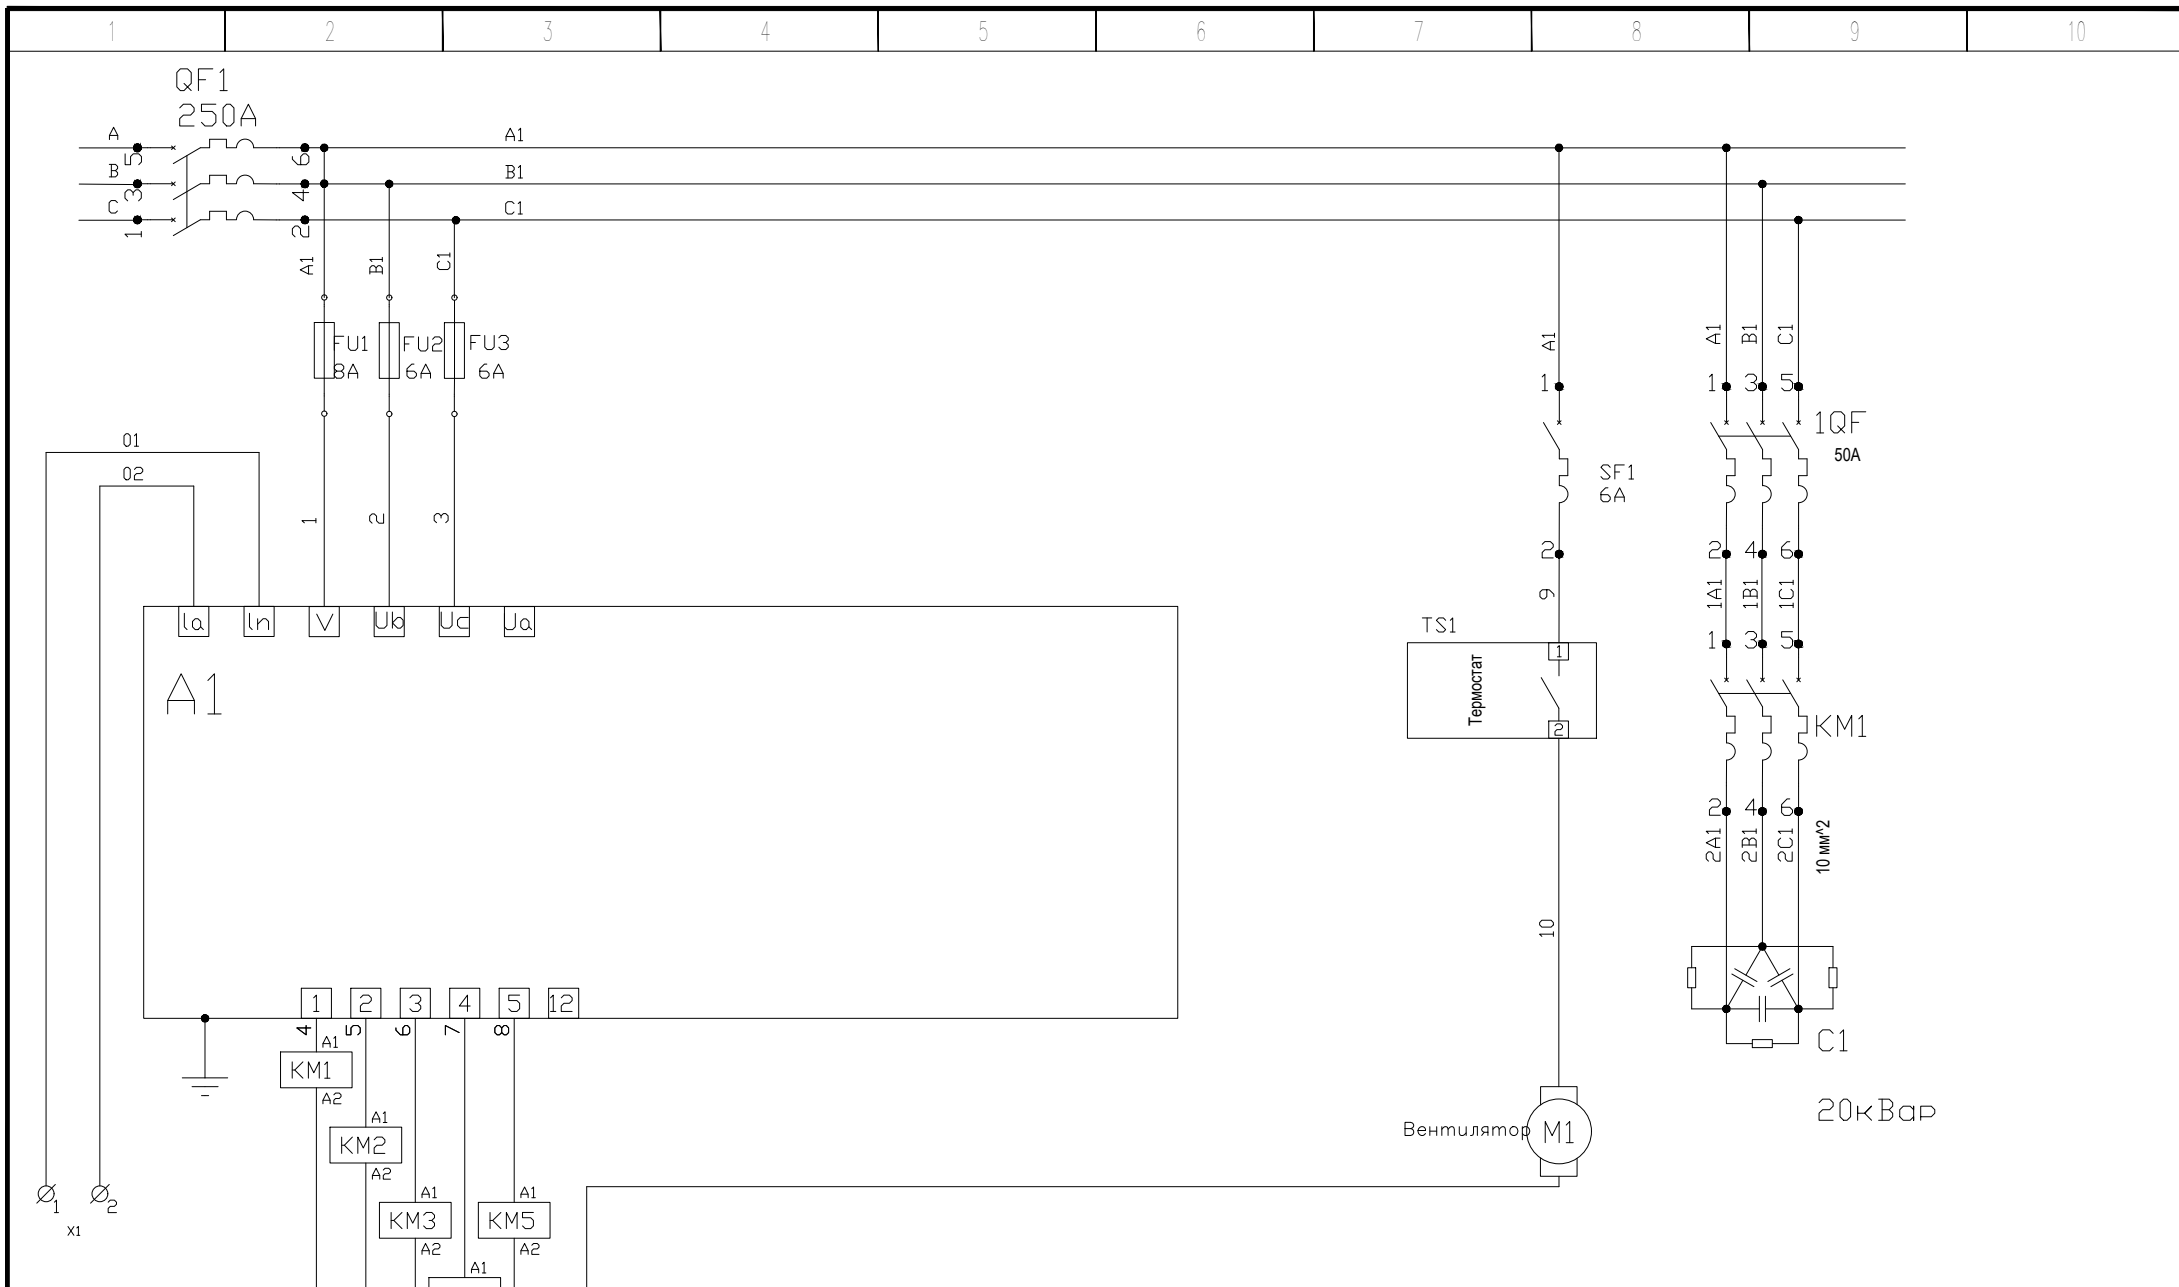 1 2 3 4 5 6 7 8 9 10
QF1
250A
A A1
5 6
B B1
3 4
C C1
1 2
A1 B1 C1
FU1 FU2 FU3
8A 6A 6A
A1 A1 B1 C1
1 1 3 5
1QF
50A
01
02
SF1
6A
1 2 3
2 2 4 6
9 1A1 1B1 1C1
Ia In V Ub Uc Ua
TS1
1 3 5
1
Термостат
2
A1
KM1
2 4 6
2A1 2B1 2C1 10 мм^2
10
1 2 3 4 5 12
4 5 6 7 8
A1
KM1
A2
C1
20кВар
A1
KM2
A2
Вентилятор M1
1 2
X1
A1 A1
KM3 KM5
A2 A2
A1